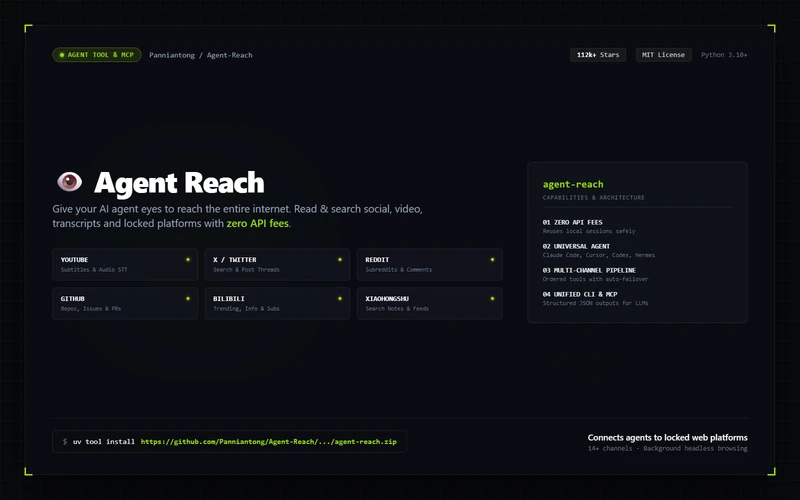 AGENT TOOL & MCP
Panniantong / Agent-Reach
112k+ Stars
MIT License
Python 3.10+
Agent Reach
Give your AI agent eyes to reach the entire internet. Read & search social, video,
transcripts and locked platforms with zero API fees.
YOUTUBE
Subtitles & Audio STT
X / TWITTER
Search & Post Threads
REDDIT
Subreddits & Comments
GITHUB
Repos, Issues & PRs
BILIBILI
Trending, Info & Subs
XIAOHONGSHU
Search Notes & Feeds
agent-reach
CAPABILITIES & ARCHITECTURE
01 ZERO API FEES
Reuses local sessions safely
02 UNIVERSAL AGENT
Claude Code, Cursor, Codex, Hermes
03 MULTI-CHANNEL PIPELINE
Ordered tools with auto-failover
04 UNIFIED CLI & MCP
Structured JSON outputs for LLMs
$ uv tool install https://github.com/Panniantong/Agent-Reach/.../agent-reach.zip
Connects agents to locked web platforms
14+ channels · Background headless browsing